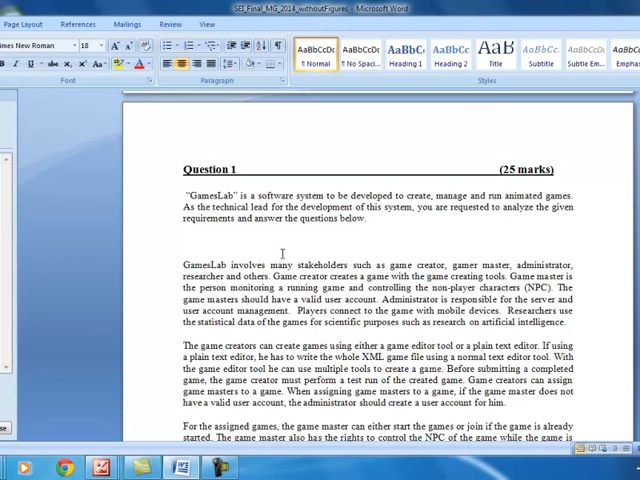 SEI_Final_MG_2014_withoutFigures - Microsoft Word
Page Layout References Mailings Review View
imes New Roman 18
Font Paragraph Styles
AaBbCcDc AaBbCcDc AaBbC AaBbCc AaB AaBbCc. AaBbCcDc AaBbCcDc
¶ Normal ¶ No Spaci... Heading 1 Heading 2 Title Subtitle Subtle Em... Emphas
Question 1 (25 marks)
"GamesLab" is a software system to be developed to create, manage and run animated games.
As the technical lead for the development of this system, you are requested to analyze the given
requirements and answer the questions below.
GamesLab involves many stakeholders such as game creator, gamer master, administrator,
researcher and others. Game creator creates a game with the game creating tools. Game master is
the person monitoring a running game and controlling the non-player characters (NPC). The
game masters should have a valid user account. Administrator is responsible for the server and
user account management. Players connect to the game with mobile devices. Researchers use
the statistical data of the games for scientific purposes such as research on artificial intelligence.
The game creators can create games using either a game editor tool or a plain text editor. If using
a plain text editor, he has to write the whole XML game file using a normal text editor tool. With
the game editor tool he can use multiple tools to create a game. Before submitting a completed
game, the game creator must perform a test run of the created game. Game creators can assign
game masters to a game. When assigning game masters to a game, if the game master does not
have a valid user account, the administrator should create a user account for him.
For the assigned games, the game master can either start the games or join if the game is already
started. The game master also has the rights to control the NPC of the game while the game is